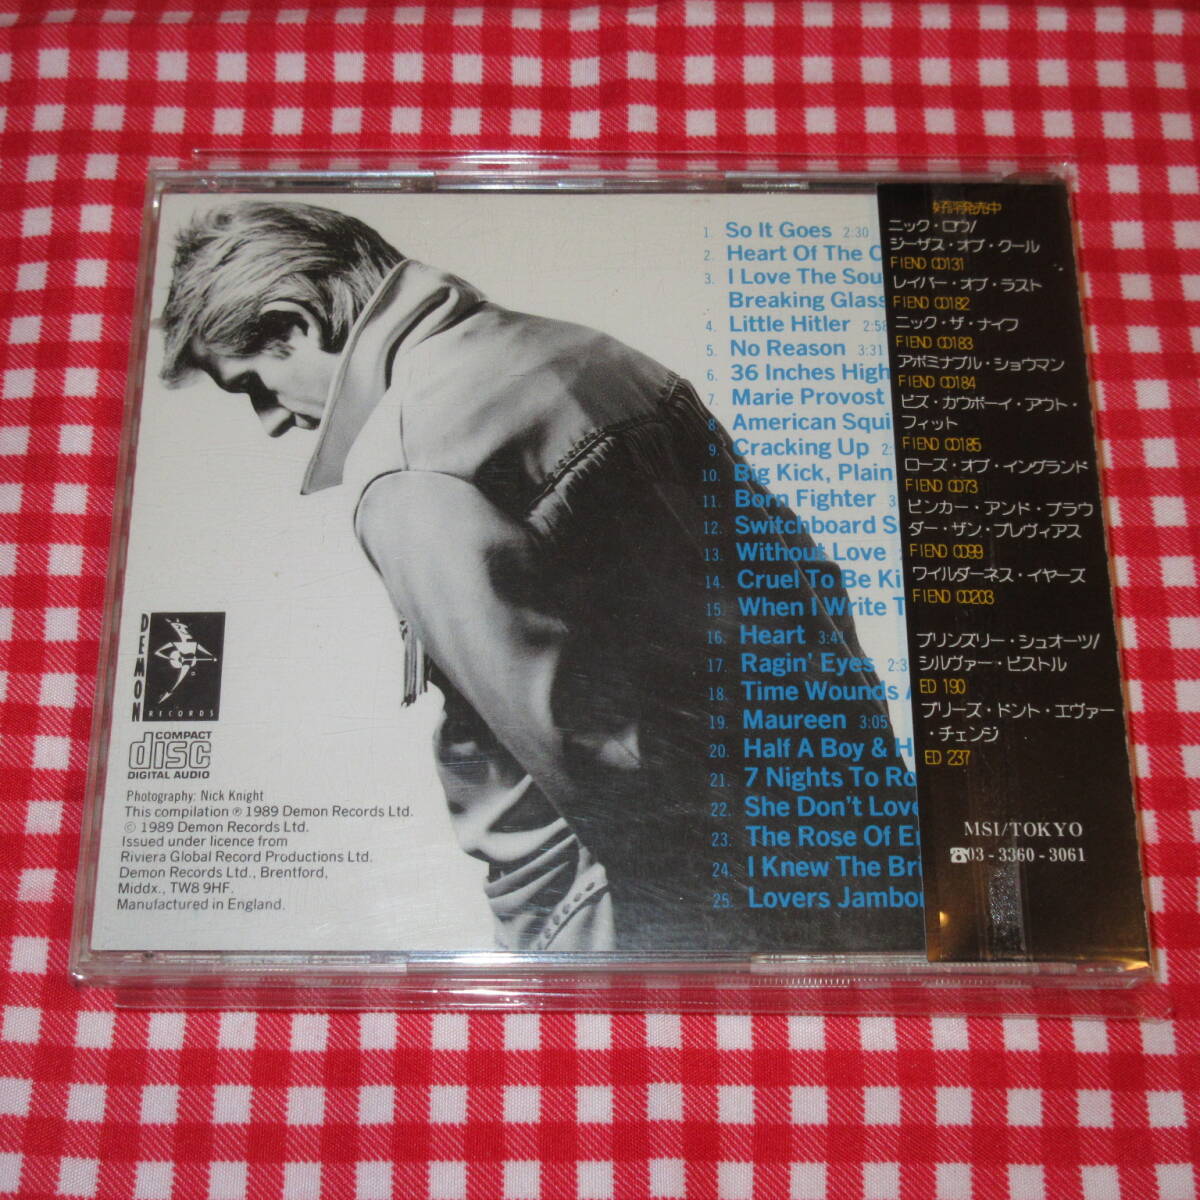 1. So It Goes 2:30
2. Heart Of The
3. I Love The Sou
Breaking Glass
4. Little Hitler 2:58
5. No Reason 3:31
6. 36 Inches High
7. Marie Provost
8. American Squi
9. Cracking Up 2:
10. Big Kick, Plain
11. Born Fighter 3
12. Switchboard S
13. Without Love
14. Cruel To Be Ki
15. When I Write T
16. Heart 3:41
17. Ragin' Eyes 2:3
18. Time Wounds A
19. Maureen 3:05
20. Half A Boy & H
21. 7 Nights To Ro
22. She Don't Love
23. The Rose Of En
24. I Knew The Bri
25. Lovers Jambor
DEMON
RECORDS
COMPACT
disc
DIGITAL AUDIO
Photography: Nick Knight
This compilation ℗ 1989 Demon Records Ltd.
© 1989 Demon Records Ltd.
Issued under licence from
Riviera Global Record Productions Ltd.
Demon Records Ltd., Brentford,
Middx., TW8 9HF.
Manufactured in England.
好評発売中
ニック・ロウ/
ジーザス・オブ・クール
FIEND CD131
レイバー・オブ・ラスト
FIEND CD182
ニック・ザ・ナイフ
FIEND CD183
アボミナブル・ショウマン
FIEND CD184
ヒズ・カウボーイ・アウト・
フィット
FIEND CD185
ローズ・オブ・イングランド
FIEND CD73
ピンカー・アンド・プラウ
ダー・ザン・プレヴィアス
FIEND CD99
ワイルダーネス・イヤーズ
FIEND CD203
ブリンズリー・シュオーツ/
シルヴァー・ピストル
ED 190
プリーズ・ドント・エヴァー
・チェンジ
ED 237
MSI/TOKYO
☎03-3360-3061